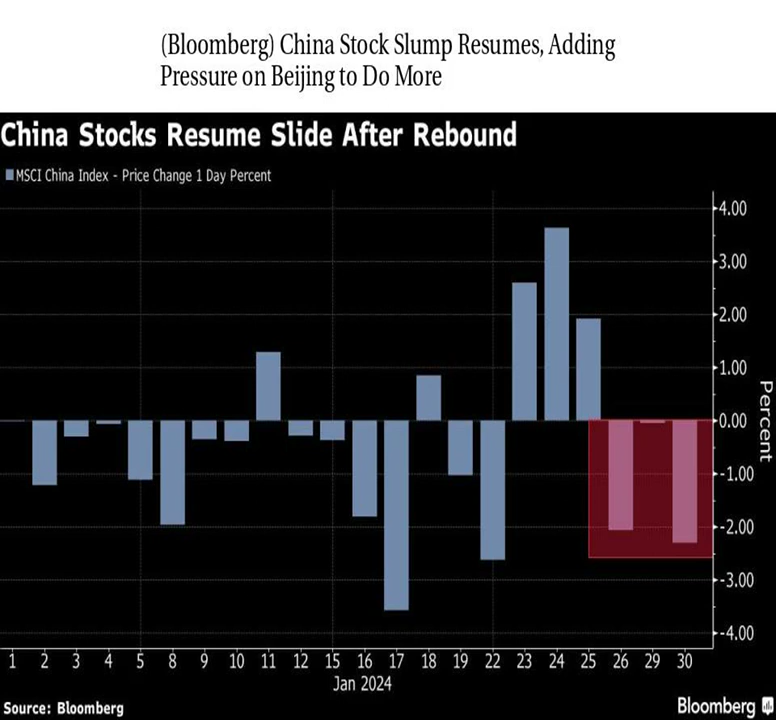 (Bloomberg) China Stock Slump Resumes, Adding
Pressure on Beijing to Do More
China Stocks Resume Slide After Rebound
MSCI China Index - Price Change 1 Day Percent
4.00
3.00
2.00
1.00
0.00
-1.00
-2.00
-3.00
-4.00
Percent
1 2 3 4 5 8 9 10 11 12 15 16 17 18 19 22 23 24 25 26 29 30
Jan 2024
Source: Bloomberg
Bloomberg